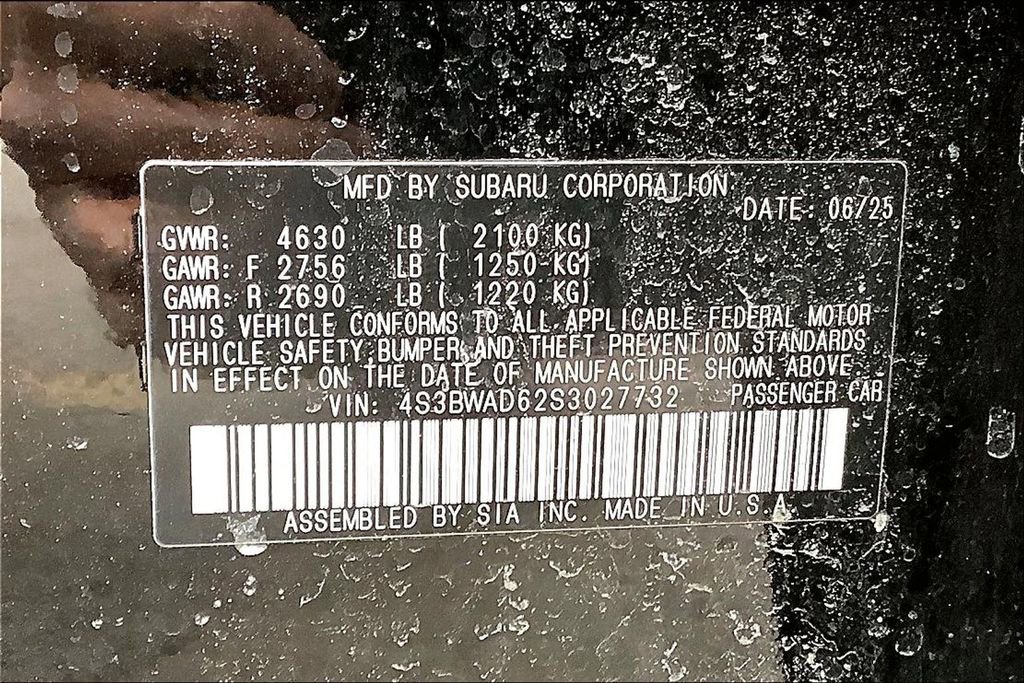 MFD BY SUBARU CORPORATION
DATE: 06/25
GVWR: 4630 LB ( 2100 KG)
GAWR: F 2756 LB ( 1250 KG)
GAWR: R 2690 LB ( 1220 KG)
THIS VEHICLE CONFORMS TO ALL APPLICABLE FEDERAL MOTOR
VEHICLE SAFETY,BUMPER AND THEFT PREVENTION STANDARDS
IN EFFECT ON THE DATE OF MANUFACTURE SHOWN ABOVE
VIN: 4S3BWAD62S3027732 PASSENGER CAR
ASSEMBLED BY SIA INC. MADE IN U.S.A